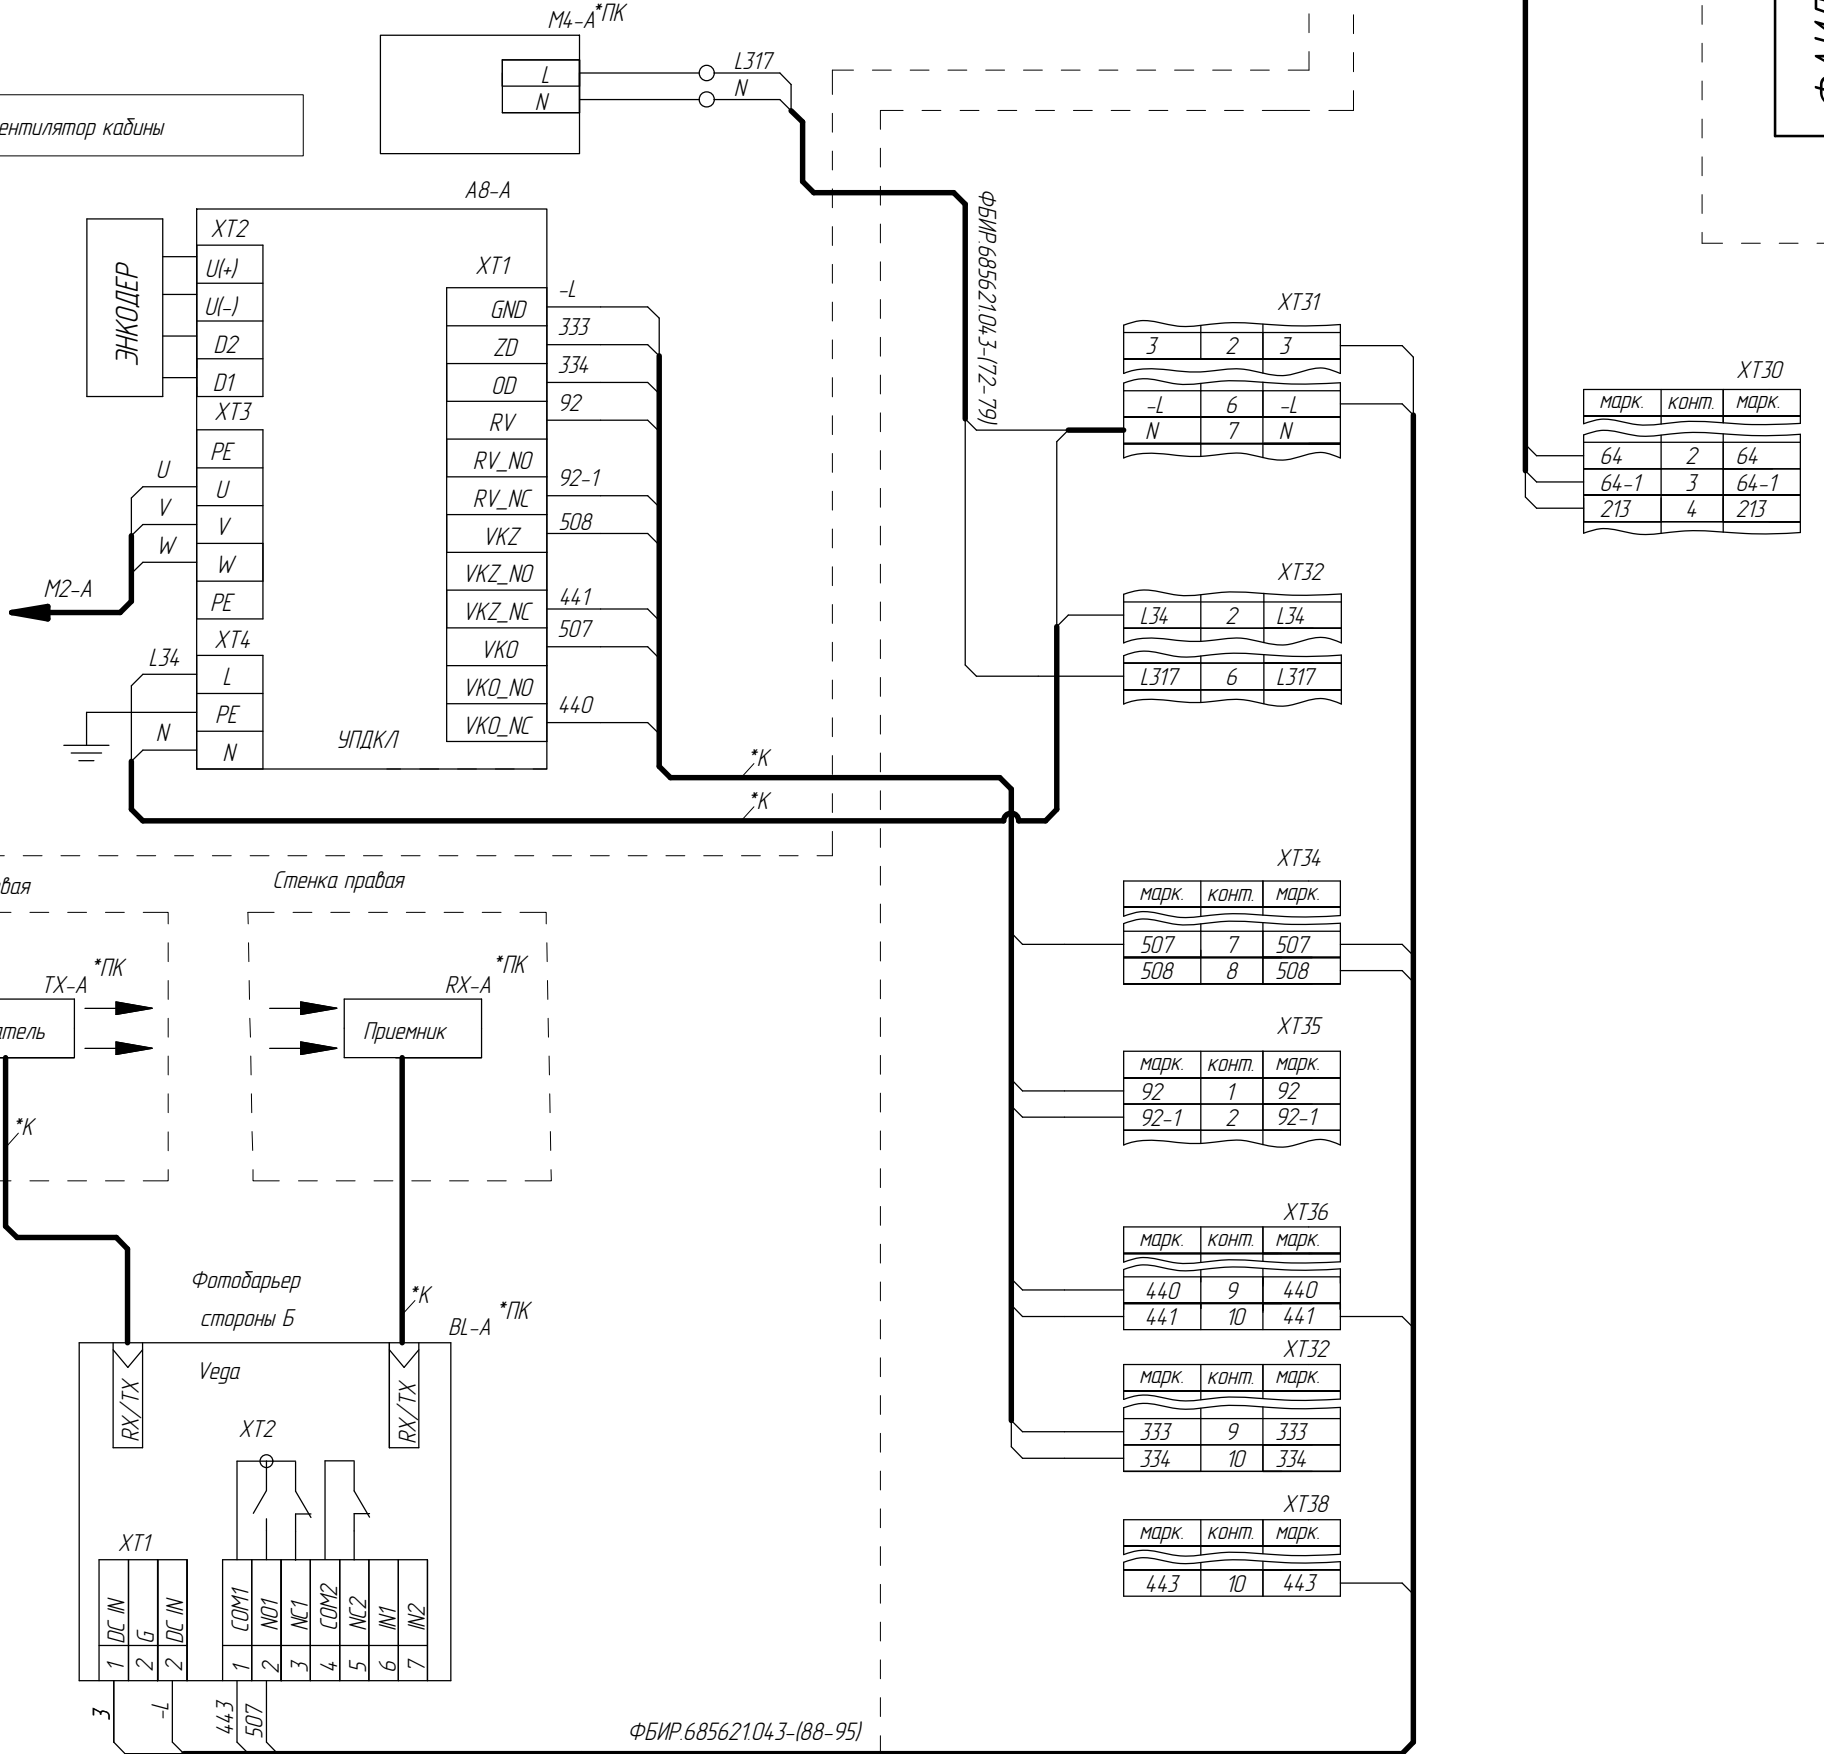 M4-A *ПК
L L317
N N
ентилятор кабины
A8-A
ЭНКОДЕР
XT2
U(+)
U(-)
D2
D1
XT3
PE
U U
V V
W W
PE
M2-A
XT4
L34 L
PE
N N
УПДКЛ
XT1
GND -L
ZD 333
OD 334
RV 92
RV_NO
RV_NC 92-1
VKZ 508
VKZ_NO
VKZ_NC 441
VKO 507
VKO_NO
VKO_NC 440
*К
*К
ФБИР.685621.043-(72-79)
XT31
3 2 3
-L 6 -L
N 7 N
XT30
марк. конт. марк.
64 2 64
64-1 3 64-1
213 4 213
XT32
L34 2 L34
L317 6 L317
XT34
марк. конт. марк.
507 7 507
508 8 508
XT35
марк. конт. марк.
92 1 92
92-1 2 92-1
XT36
марк. конт. марк.
440 9 440
441 10 441
XT32
марк. конт. марк.
333 9 333
334 10 334
XT38
марк. конт. марк.
443 10 443
вая
Стенка правая
TX-A *ПК
атель
RX-A *ПК
Приемник
*К
*К
Фотобарьер
стороны Б
BL-A *ПК
Vega
RX/TX
RX/TX
XT2
XT1
DC IN
G
DC IN
1 2 2
COM1
NO1
NC1
COM2
NC2
IN1
IN2
1 2 3 4 5 6 7
3
-L
443
507
ФБИР.685621.043-(88-95)